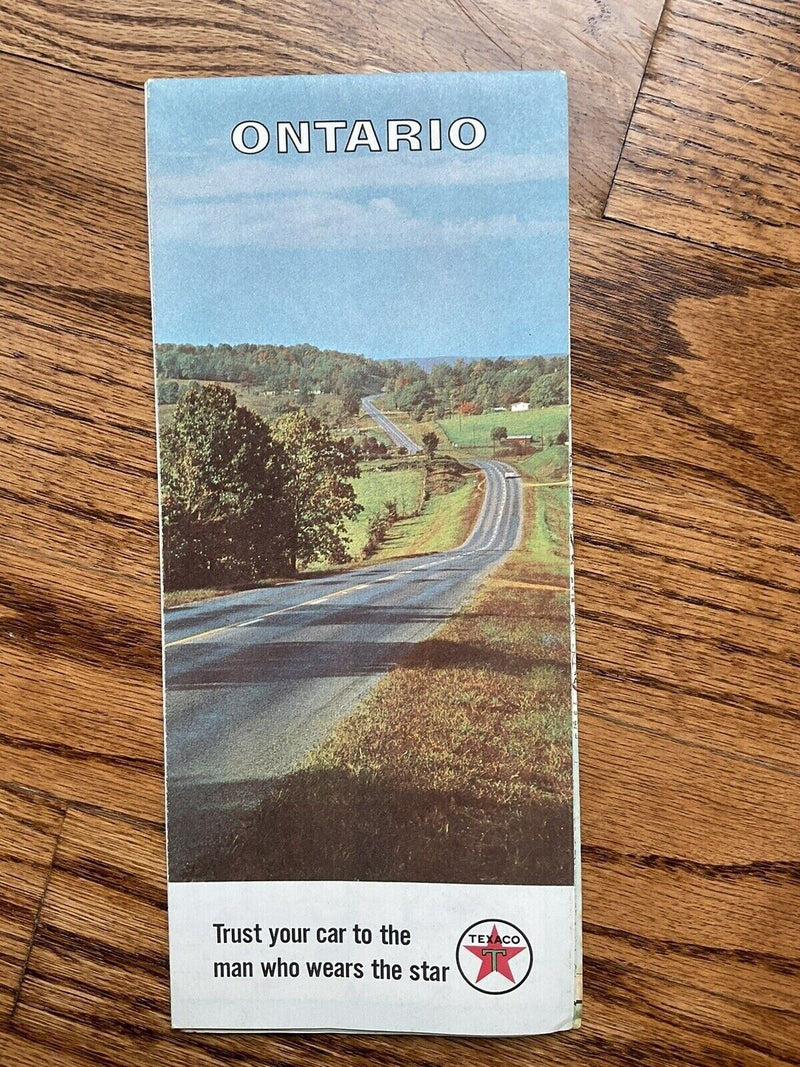 ONTARIO
Trust your car to the
man who wears the star
TEXACO
T